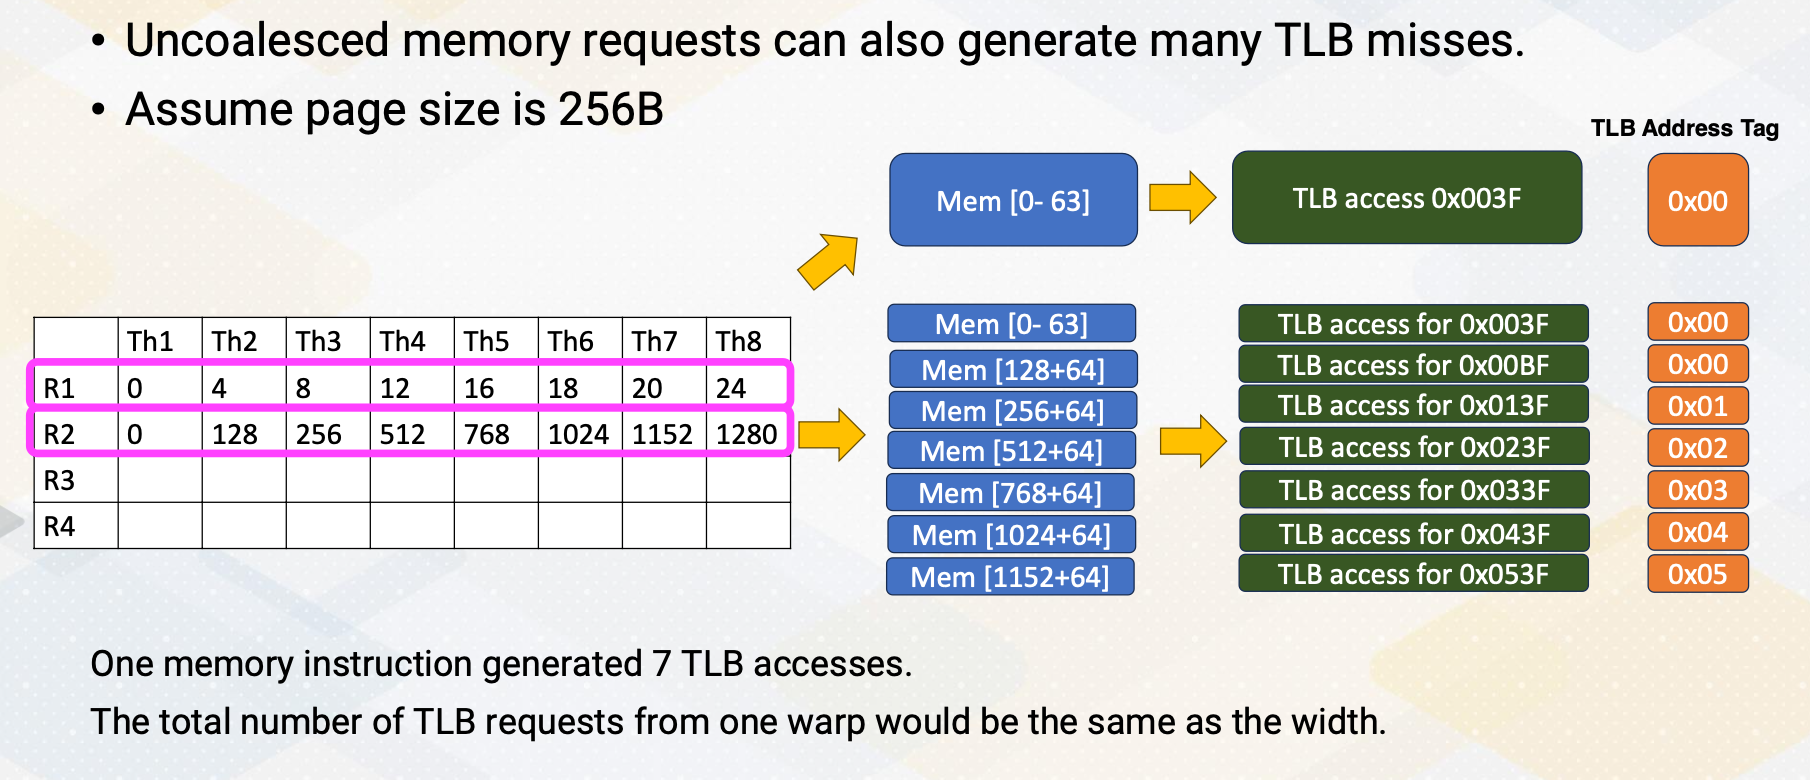 • Uncoalesced memory requests can also generate many TLB misses.
• Assume page size is 256B
TLB Address Tag
Mem [0- 63]
TLB access 0x003F
0x00
Th1 Th2 Th3 Th4 Th5 Th6 Th7 Th8
R1 0 4 8 12 16 18 20 24
R2 0 128 256 512 768 1024 1152 1280
R3
R4
Mem [0- 63]
Mem [128+64]
Mem [256+64]
Mem [512+64]
Mem [768+64]
Mem [1024+64]
Mem [1152+64]
TLB access for 0x003F
TLB access for 0x00BF
TLB access for 0x013F
TLB access for 0x023F
TLB access for 0x033F
TLB access for 0x043F
TLB access for 0x053F
0x00
0x00
0x01
0x02
0x03
0x04
0x05
One memory instruction generated 7 TLB accesses.
The total number of TLB requests from one warp would be the same as the width.